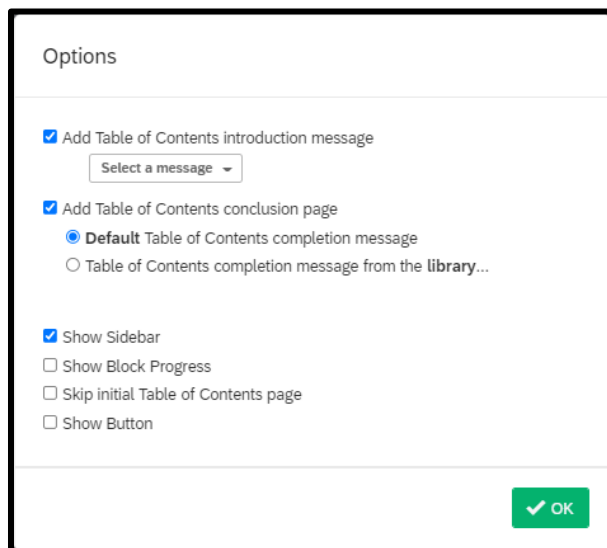 Options
Add Table of Contents introduction message
Select a message
Add Table of Contents conclusion page
Default Table of Contents completion message
Table of Contents completion message from the library...
Show Sidebar
Show Block Progress
Skip initial Table of Contents page
Show Button
OK